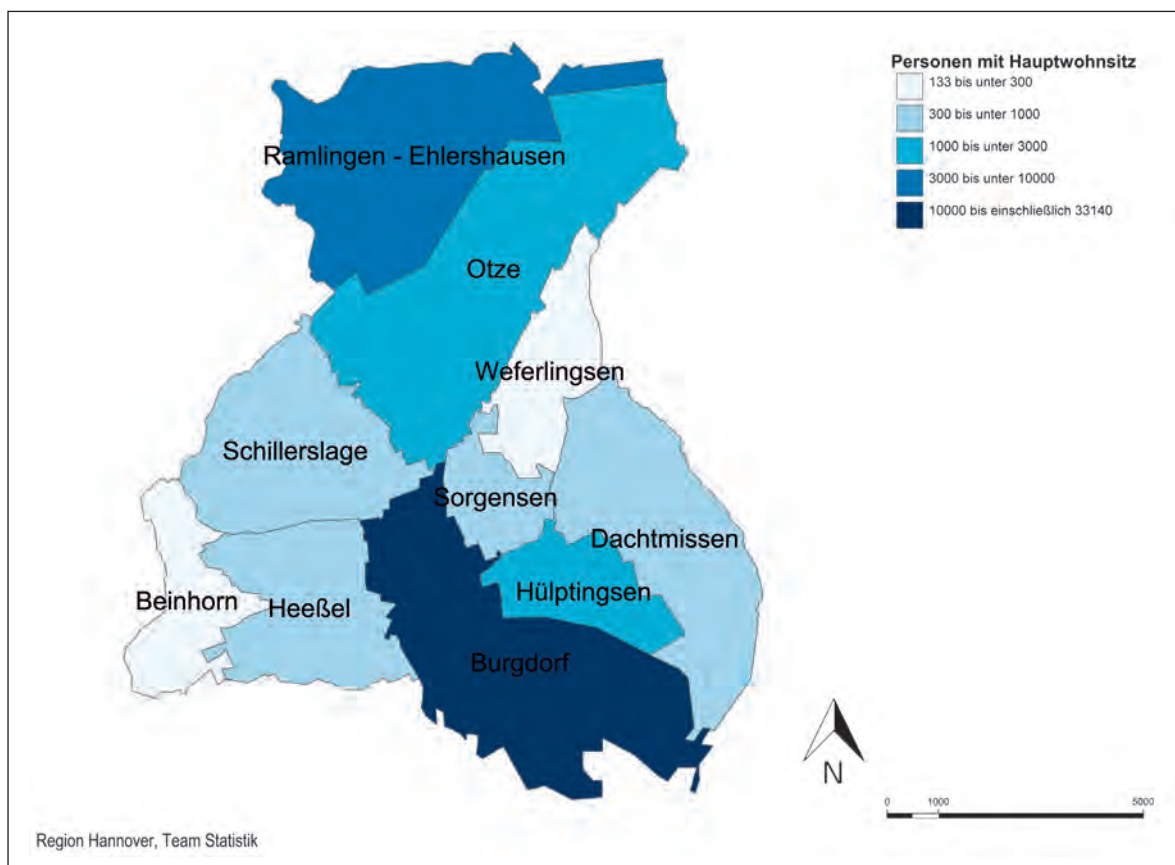 Personen mit Hauptwohnsitz
133 bis unter 300
300 bis unter 1000
1000 bis unter 3000
3000 bis unter 10000
10000 bis einschließlich 33140
Ramlingen - Ehlershausen
Otze
Weferlingsen
Schillerslage
Sorgensen
Dachtmissen
Hülptingsen
Beinhorn
Heeßel
Burgdorf
N
0 1000 5000
Region Hannover, Team Statistik